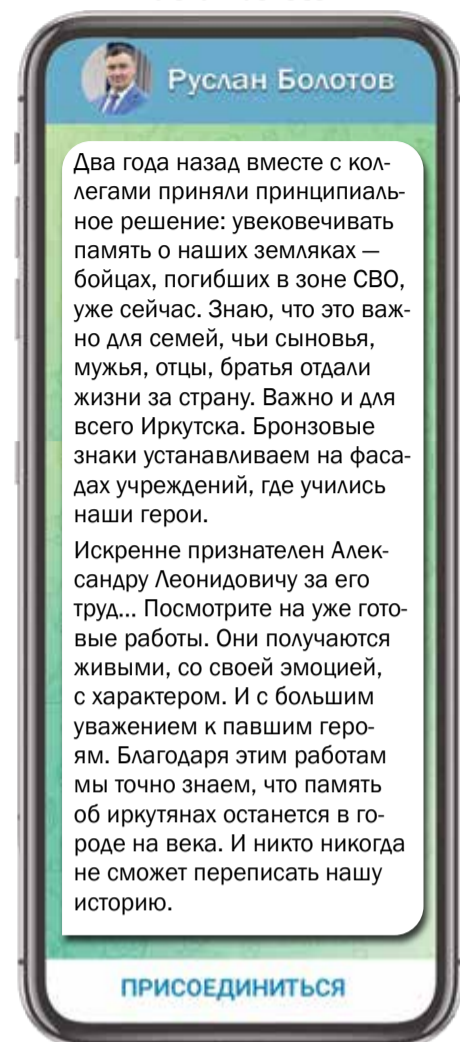 Руслан Болотов
Два года назад вместе с кол-
легами приняли принципиаль-
ное решение: увековечивать
память о наших земляках —
бойцах, погибших в зоне СВО,
уже сейчас. Знаю, что это важ-
но для семей, чьи сыновья,
мужья, отцы, братья отдали
жизни за страну. Важно и для
всего Иркутска. Бронзовые
знаки устанавливаем на фаса-
дах учреждений, где учились
наши герои.
Искренне признателен Алек-
сандру Леонидовичу за его
труд... Посмотрите на уже гото-
вые работы. Они получаются
живыми, со своей эмоцией,
с характером. И с большим
уважением к павшим геро-
ям. Благодаря этим работам
мы точно знаем, что память
об иркутянах останется в го-
роде на века. И никто никогда
не сможет переписать нашу
историю.
ПРИСОЕДИНИТЬСЯ